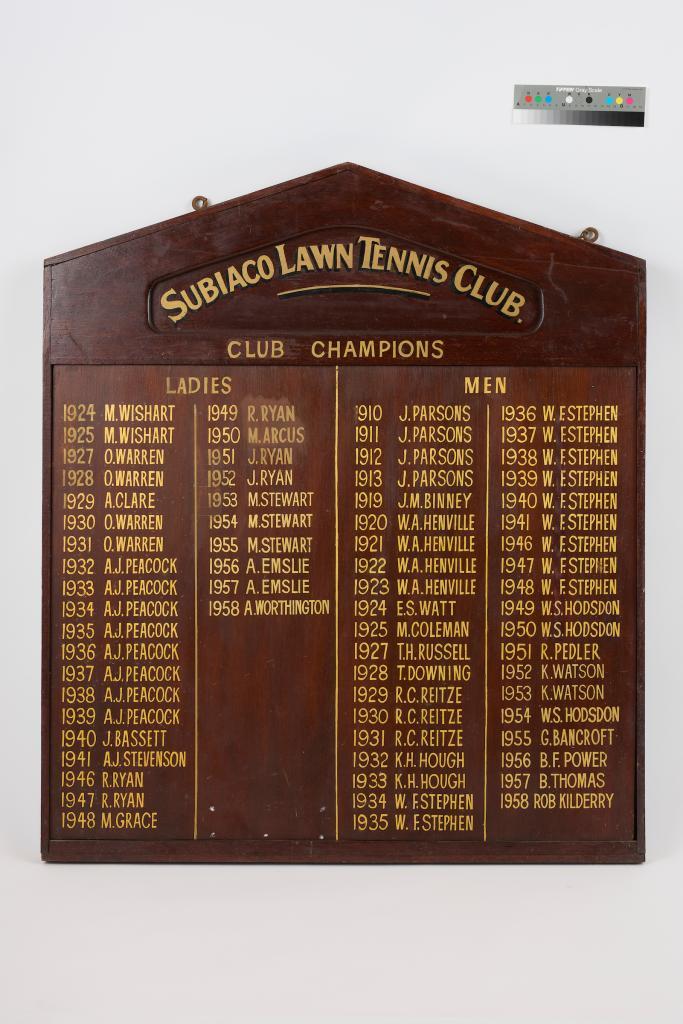 TIFFEN Gray Scale
SUBIACO LAWN TENNIS CLUB.
CLUB CHAMPIONS
LADIES
1924 M.WISHART
1925 M.WISHART
1927 O.WARREN
1928 O.WARREN
1929 A.CLARE
1930 O.WARREN
1931 O.WARREN
1932 A.J.PEACOCK
1933 A.J.PEACOCK
1934 A.J.PEACOCK
1935 A.J.PEACOCK
1936 A.J.PEACOCK
1937 A.J.PEACOCK
1938 A.J.PEACOCK
1939 A.J.PEACOCK
1940 J.BASSETT
1941 A.J.STEVENSON
1946 R.RYAN
1947 R.RYAN
1948 M.GRACE
1949 R.RYAN
1950 M.ARCUS
1951 J.RYAN
1952 J.RYAN
1953 M.STEWART
1954 M.STEWART
1955 M.STEWART
1956 A.EMSLIE
1957 A.EMSLIE
1958 A.WORTHINGTON
MEN
1910 J.PARSONS
1911 J.PARSONS
1912 J.PARSONS
1913 J.PARSONS
1919 J.M.BINNEY
1920 W.A.HENVILLE
1921 W.A.HENVILLE
1922 W.A.HENVILLE
1923 W.A.HENVILLE
1924 E.S.WATT
1925 M.COLEMAN
1927 T.H.RUSSELL
1928 T.DOWNING
1929 R.C.REITZE
1930 R.C.REITZE
1931 R.C.REITZE
1932 K.H.HOUGH
1933 K.H.HOUGH
1934 W.F.STEPHEN
1935 W.F.STEPHEN
1936 W.F.STEPHEN
1937 W.F.STEPHEN
1938 W.F.STEPHEN
1939 W.F.STEPHEN
1940 W.F.STEPHEN
1941 W.F.STEPHEN
1946 W.F.STEPHEN
1947 W.F.STEPHEN
1948 W.F.STEPHEN
1949 W.S.HODSDON
1950 W.S.HODSDON
1951 R.PEDLER
1952 K.WATSON
1953 K.WATSON
1954 W.S.HODSDON
1955 G.BANCROFT
1956 B.F.POWER
1957 B.THOMAS
1958 ROB KILDERRY